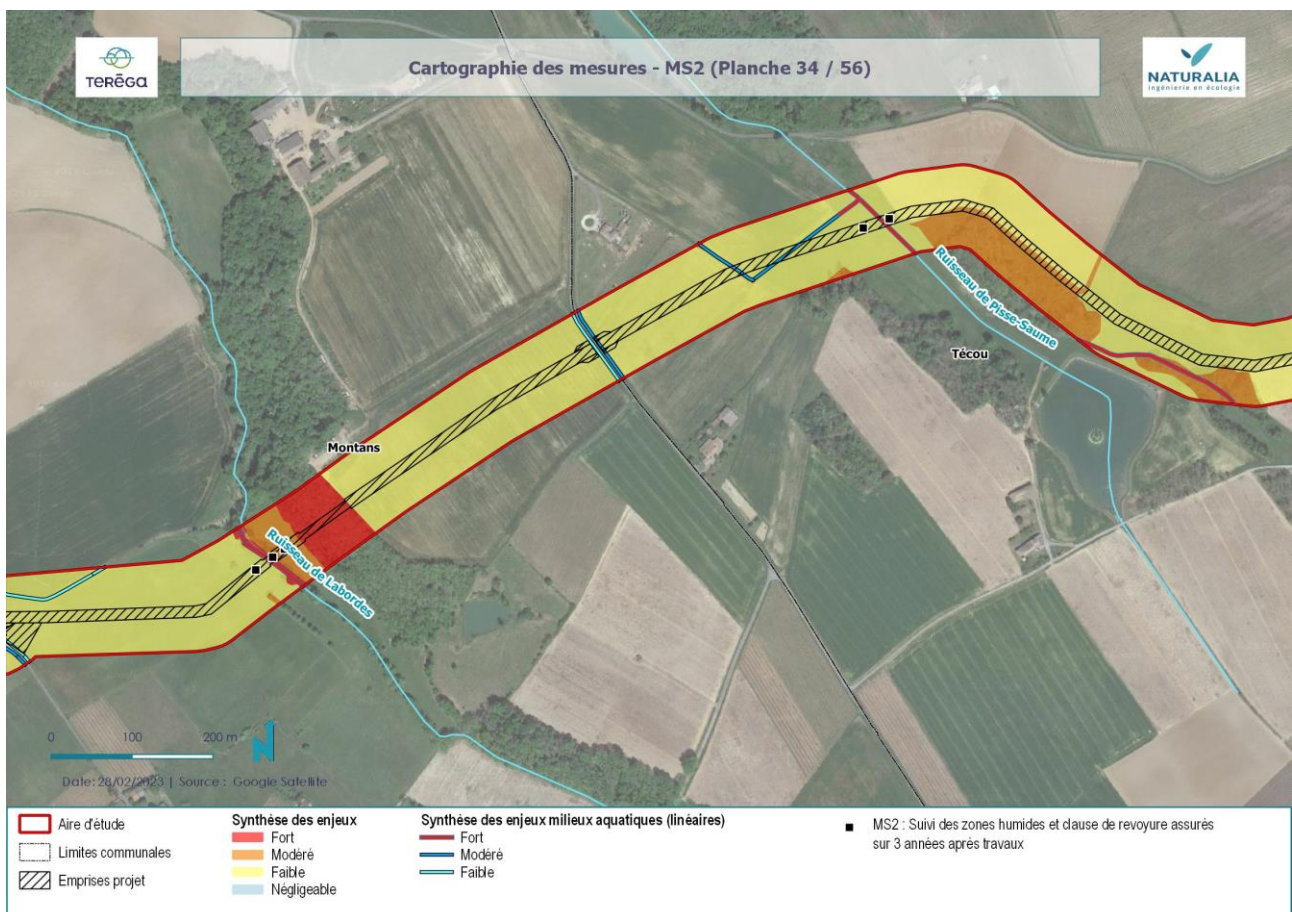 TERĒGA
Cartographie des mesures - MS2 (Planche 34 / 56)
NATURALIA
ingénierie en écologie
Ruisseau de Pisse-Saume
Técou
Montans
Ruisseau de Labordes
0 100 200 m
N
Date: 28/02/2023 | Source : Google Satellite
Aire d'étude
Limites communales
Emprises projet
Synthèse des enjeux
Fort
Modéré
Faible
Négligeable
Synthèse des enjeux milieux aquatiques (linéaires)
Fort
Modéré
Faible
MS2 : Suivi des zones humides et clause de revoyure assurés
sur 3 années après travaux